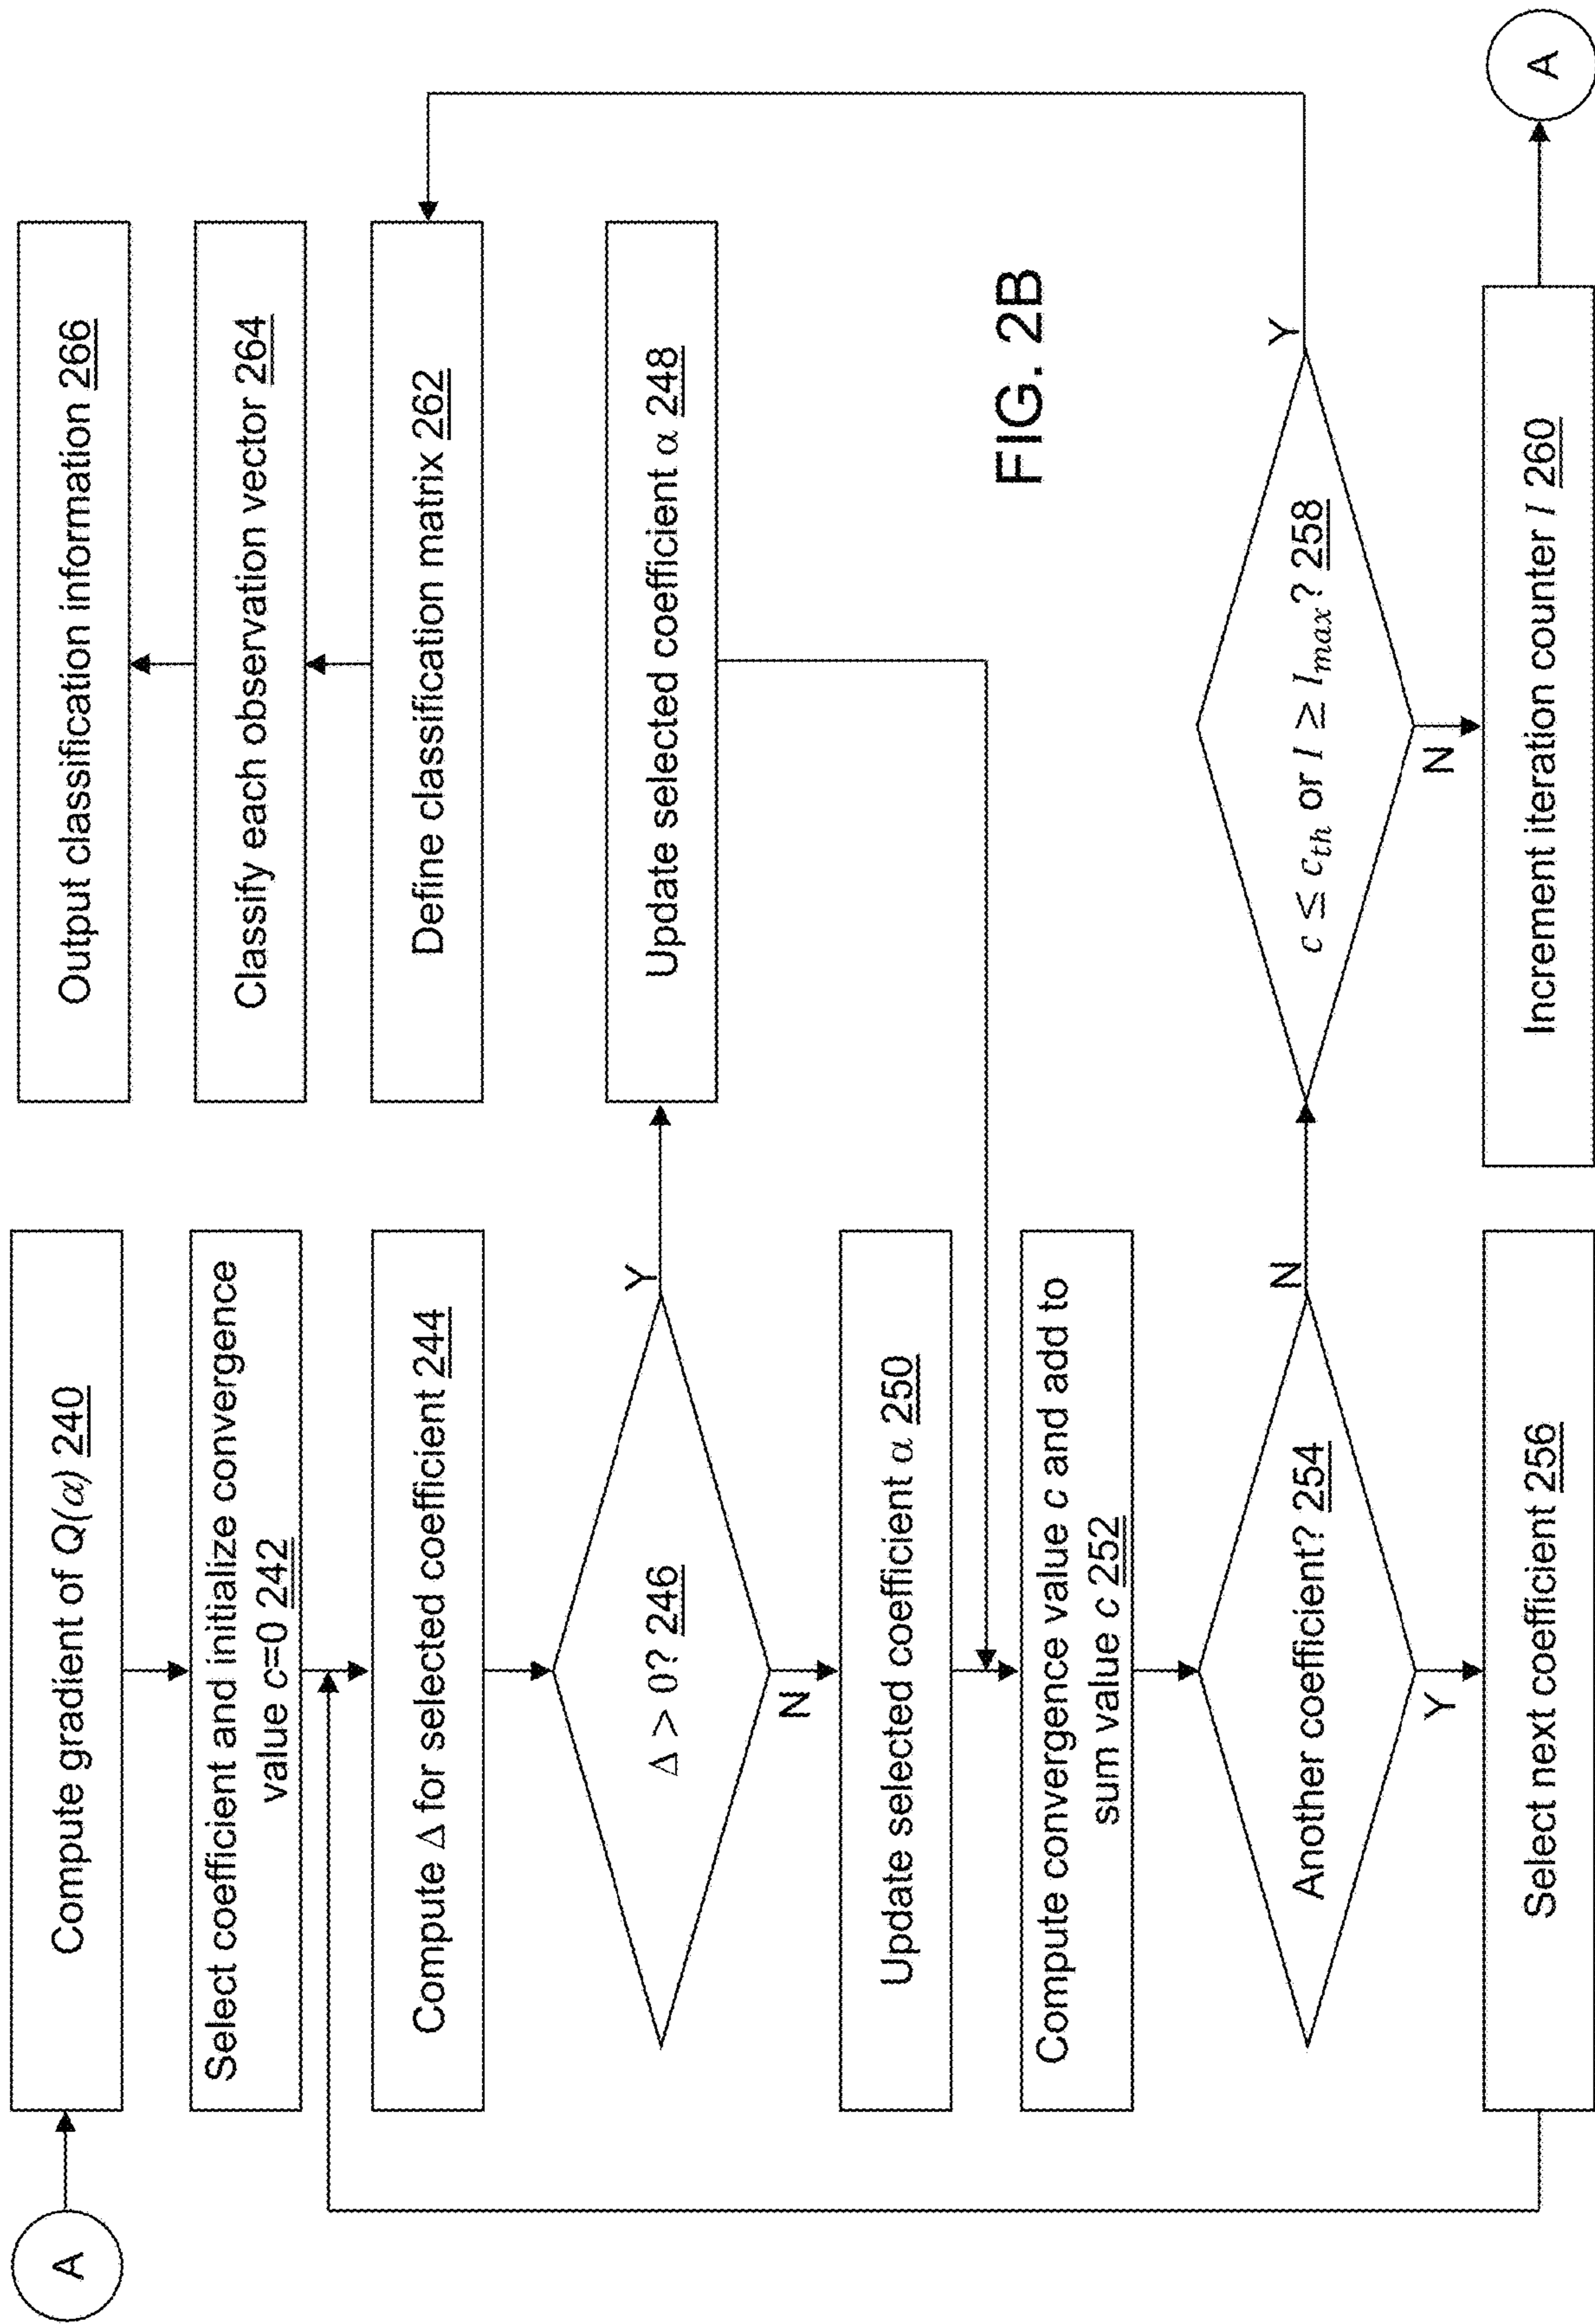 A
Compute gradient of Q(α) 240
Select coefficient and initialize convergence
value c=0 242
Compute Δ for selected coefficient 244
Δ > 0? 246
Y
N
Update selected coefficient α 250
Compute convergence value c and add to
sum value c 252
Another coefficient? 254
N
Y
Select next coefficient 256
Output classification information 266
Classify each observation vector 264
Define classification matrix 262
Update selected coefficient α 248
FIG. 2B
c ≤ c_th or I ≥ I_max? 258
Y
N
Increment iteration counter I 260
A